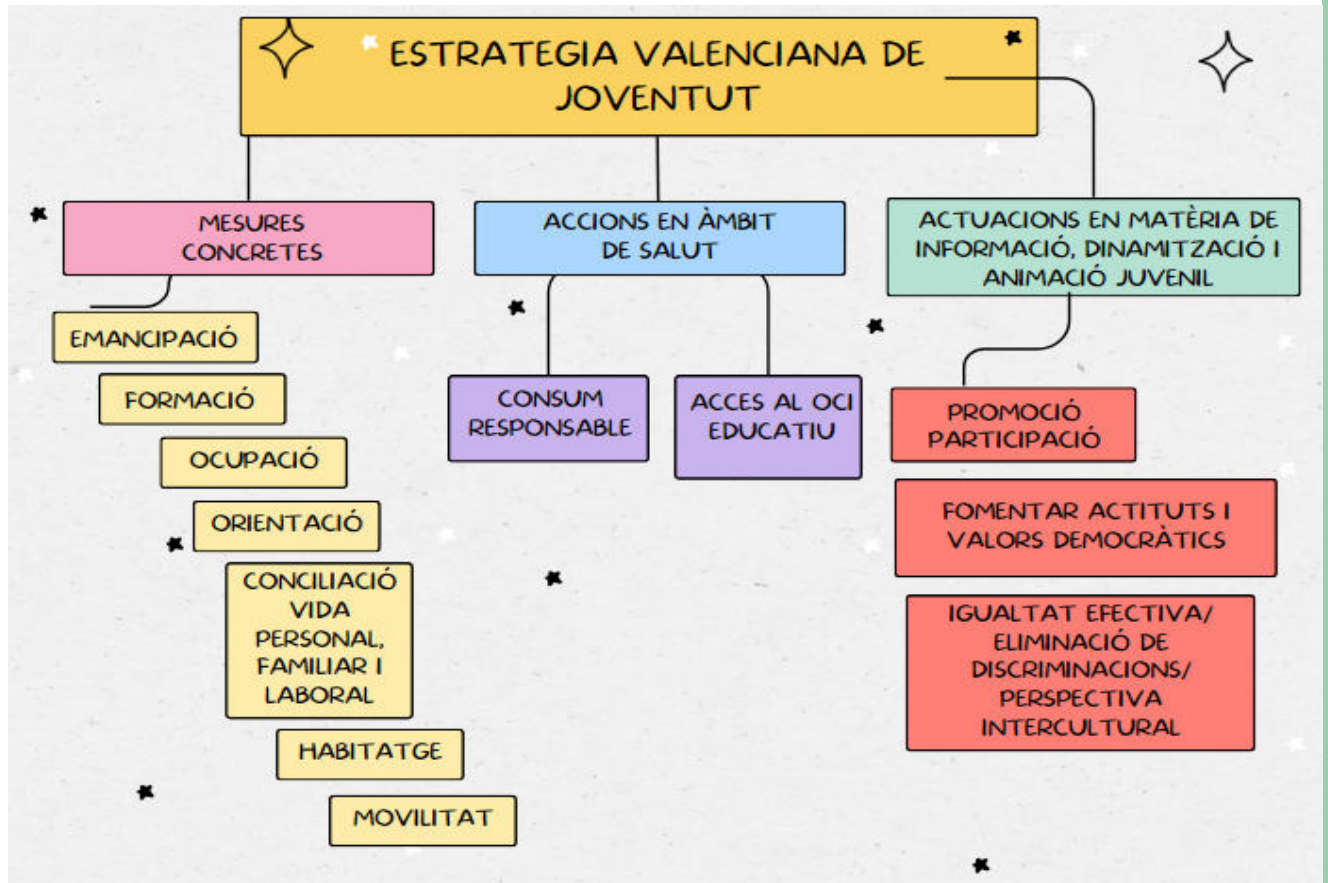 ESTRATEGIA VALENCIANA DE
JOVENTUT
MESURES
CONCRETES
EMANCIPACIÓ
FORMACIÓ
OCUPACIÓ
ORIENTACIÓ
CONCILIACIÓ
VIDA
PERSONAL,
FAMILIAR I
LABORAL
HABITATGE
MOVILITAT
ACCIONS EN ÀMBIT
DE SALUT
CONSUM
RESPONSABLE
ACCES AL OCI
EDUCATIU
ACTUACIONS EN MATÈRIA DE
INFORMACIÓ, DINAMITZACIÓ I
ANIMACIÓ JUVENIL
PROMOCIÓ
PARTICIPACIÓ
FOMENTAR ACTITUTS I
VALORS DEMOCRÀTICS
IGUALTAT EFECTIVA/
ELIMINACIÓ DE
DISCRIMINACIONS/
PERSPECTIVA
INTERCULTURAL